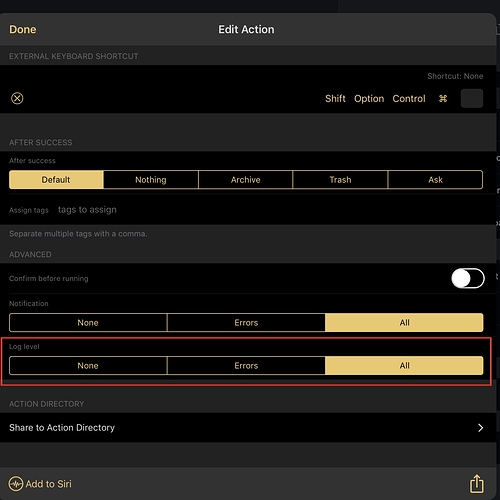 Done Edit Action
EXTERNAL KEYBOARD SHORTCUT
Shortcut: None
Shift Option Control ⌘
AFTER SUCCESS
After success
Default Nothing Archive Trash Ask
Assign tags tags to assign
Separate multiple tags with a comma.
ADVANCED
Confirm before running
Notification
None Errors All
Log level
None Errors All
ACTION DIRECTORY
Share to Action Directory
Add to Siri